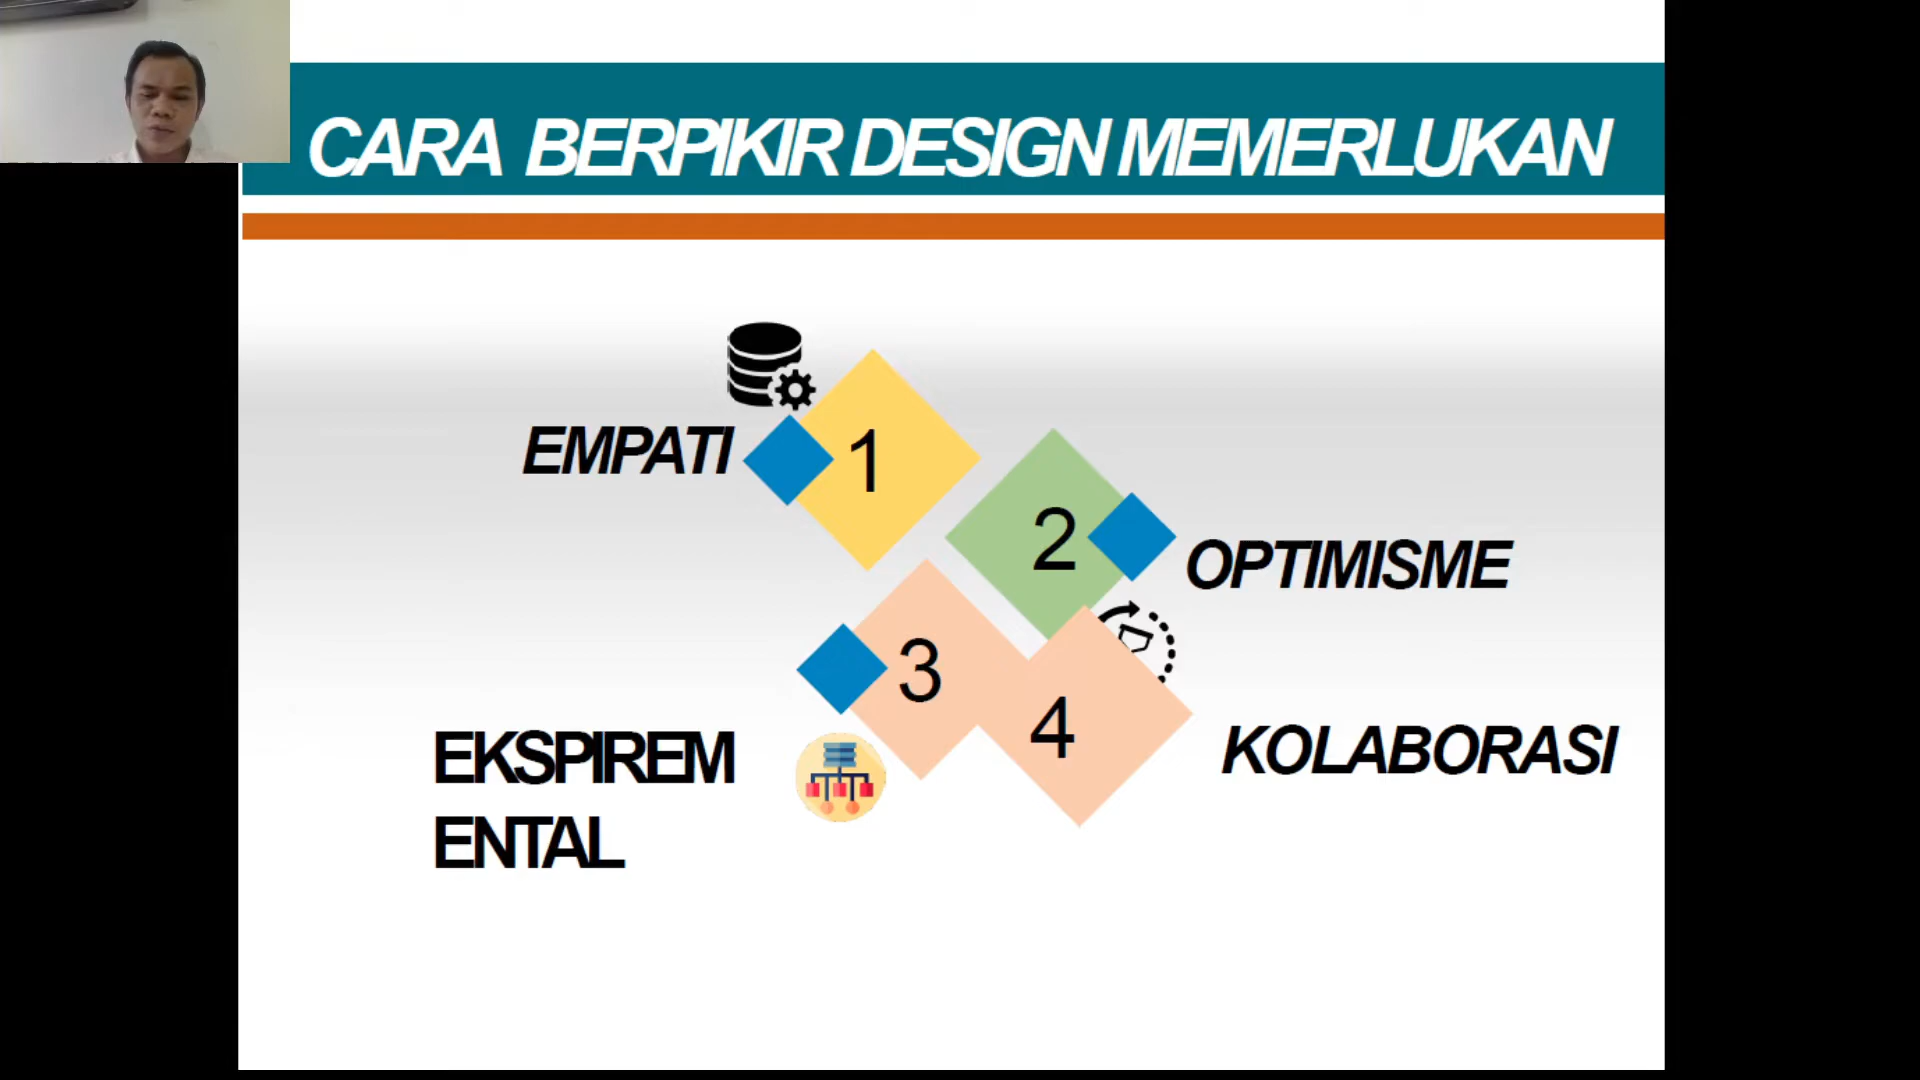 CARA BERPIKIR DESIGN MEMERLUKAN
EMPATI
1
2
OPTIMISME
3
4
EKSPIREM
ENTAL
KOLABORASI